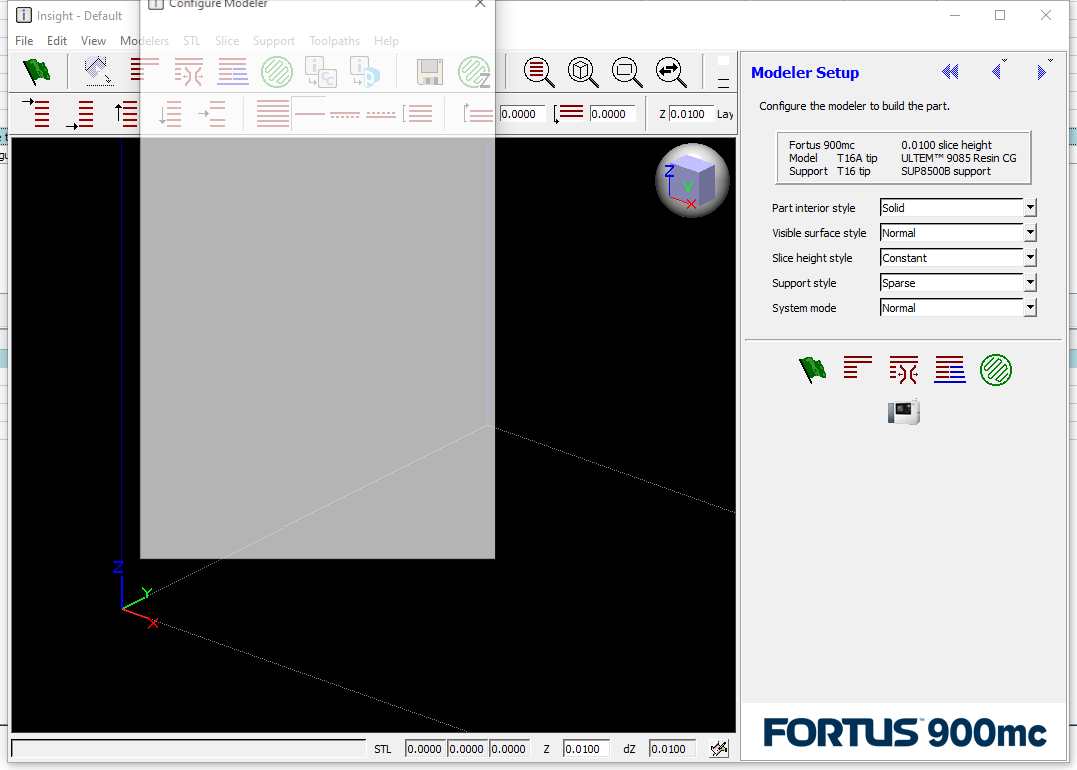 Configure Modeler
Insight - Default
File Edit View Modelers STL Slice Support Toolpaths Help
0.0000 0.0000 Z 0.0100 Lay
Z
Y
X
Z
Y
X
Modeler Setup
Configure the modeler to build the part.
Fortus 900mc 0.0100 slice height
Model T16A tip ULTEM™ 9085 Resin CG
Support T16 tip SUP8500B support
Part interior style Solid
Visible surface style Normal
Slice height style Constant
Support style Sparse
System mode Normal
STL 0.0000 0.0000 0.0000 Z 0.0100 dZ 0.0100
FORTUS™ 900mc